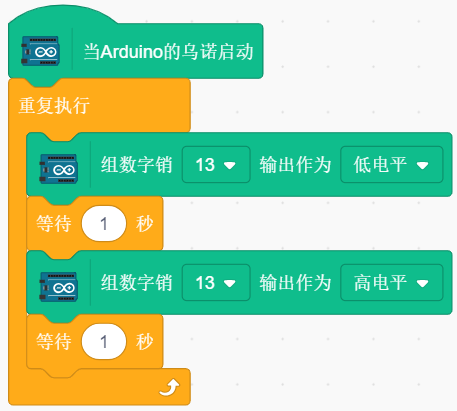 当Arduino的乌诺启动
重复执行
组数字销 13 输出作为 低电平
等待 1 秒
组数字销 13 输出作为 高电平
等待 1 秒